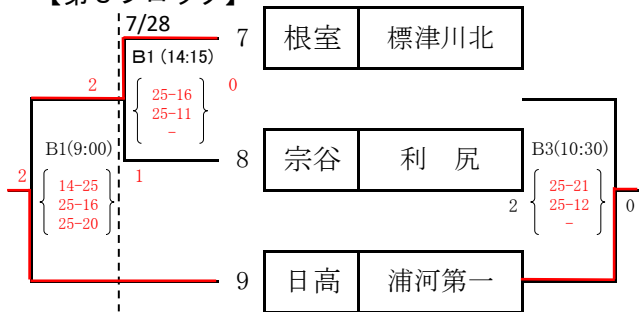 7/28
7 根室 標津川北
B1 (14:15)
2
0
25-16
25-11
-
B1(9:00)
8 宗谷 利 尻
B3(10:30)
2
1
14-25
25-16
25-20
25-21
25-12
-
2
0
9 日高 浦河第一